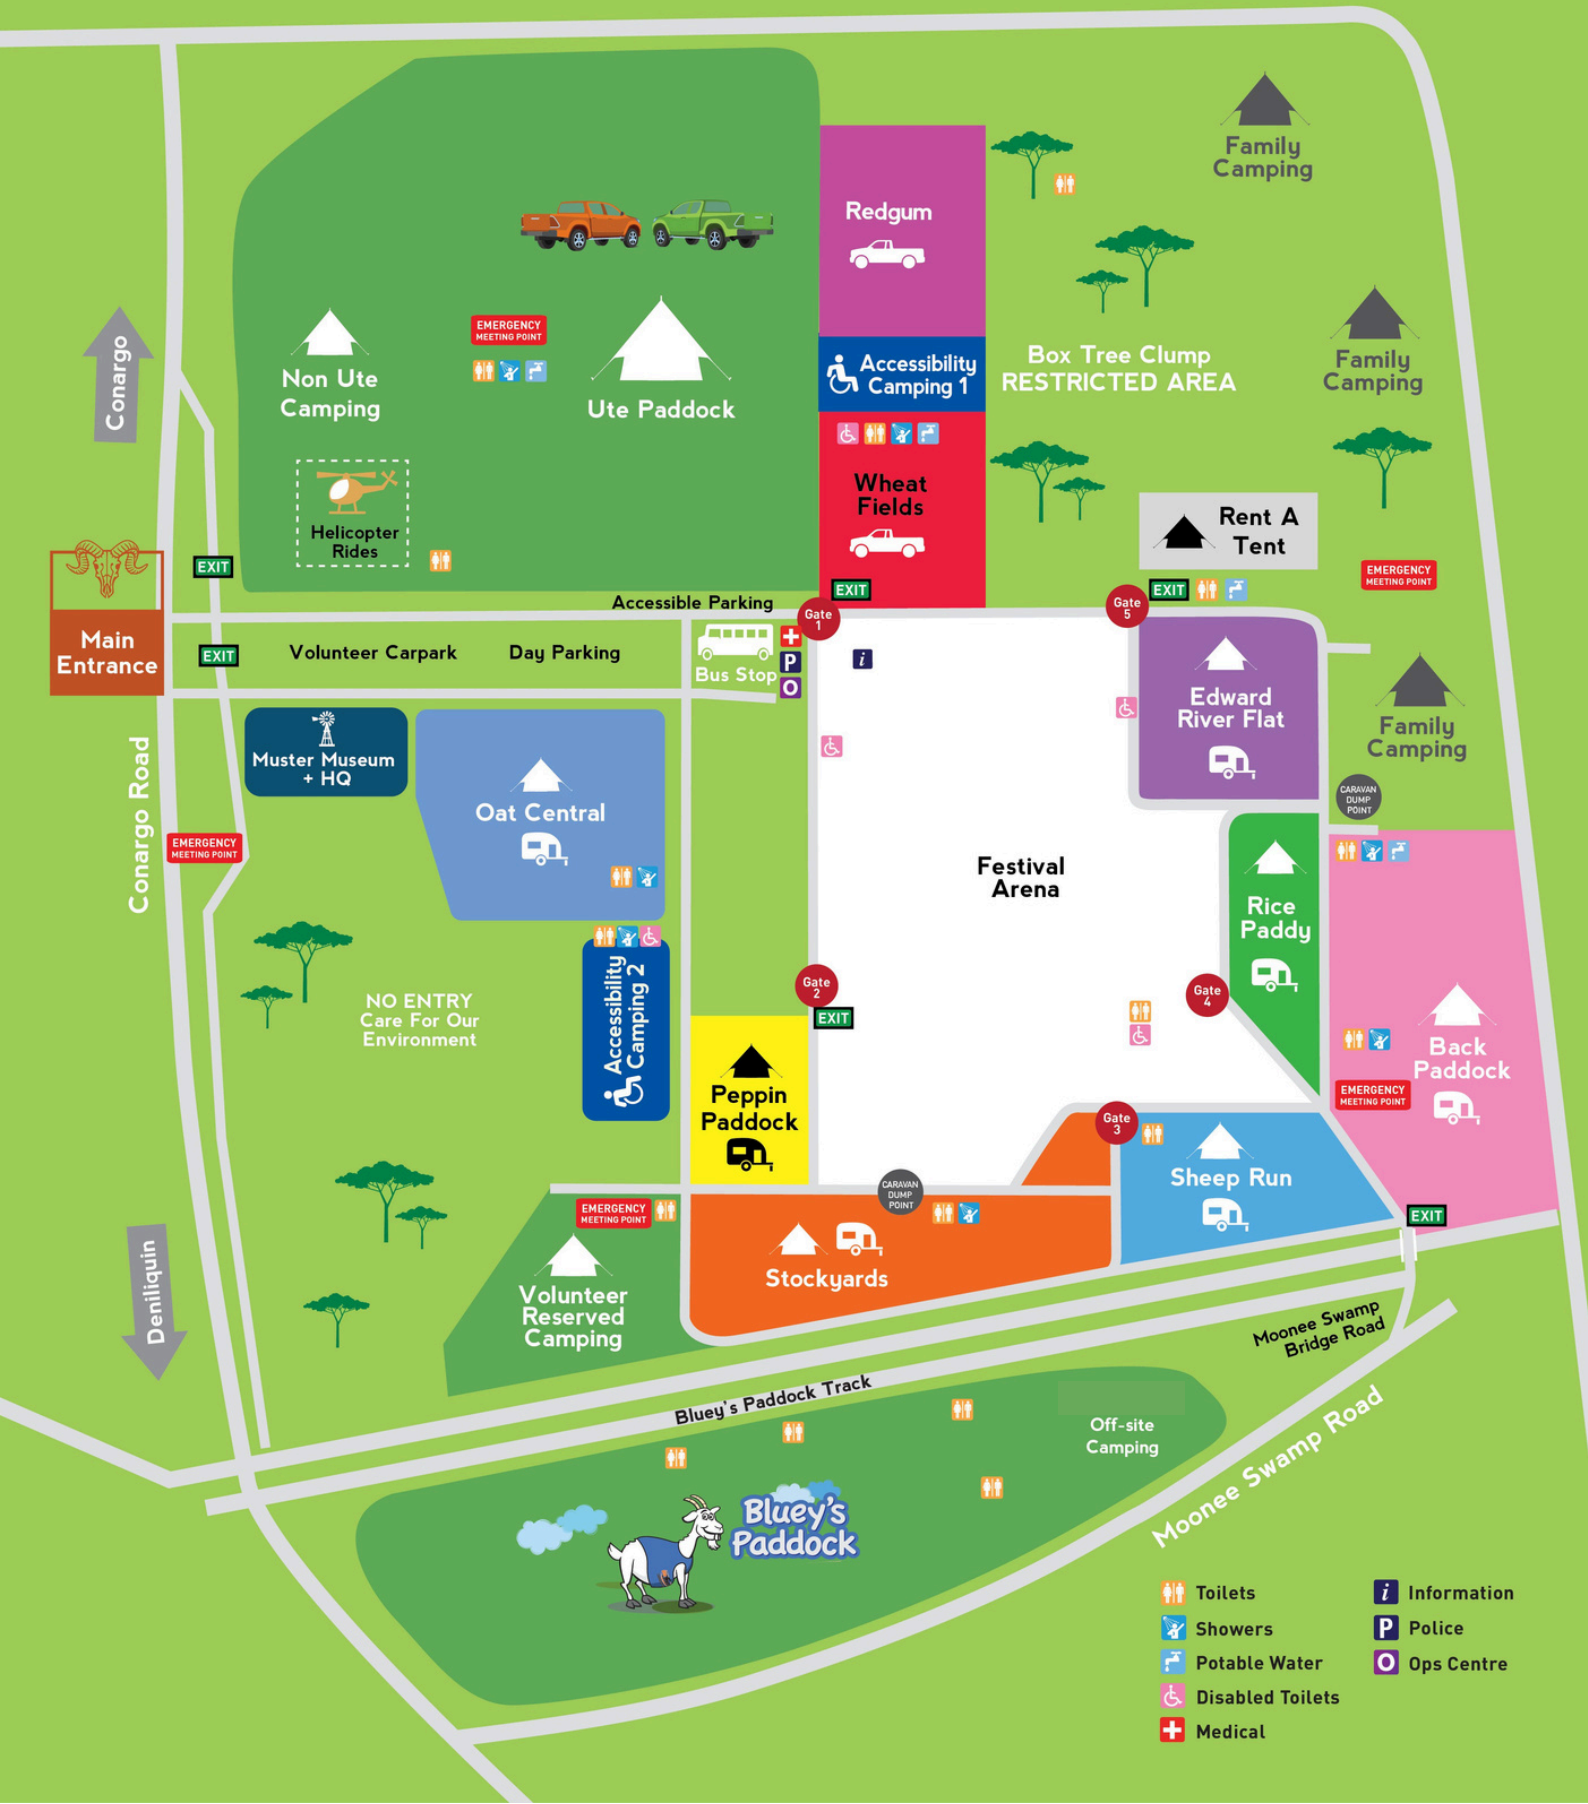 Family
Camping
Redgum
Conargo
EMERGENCY
MEETING POINT
Non Ute
Camping
Ute Paddock
Accessibility
Camping 1
Box Tree Clump
RESTRICTED AREA
Family
Camping
Wheat
Fields
Helicopter
Rides
Rent A
Tent
EXIT
EMERGENCY
MEETING POINT
EXIT
EXIT
Accessible Parking
Gate
1
Gate
5
Main
Entrance
EXIT
Volunteer Carpark
Day Parking
Bus Stop
P
O
i
Edward
River Flat
Family
Camping
Muster Museum
+ HQ
Conargo Road
EMERGENCY
MEETING POINT
Oat Central
CARAVAN
DUMP
POINT
Festival
Arena
Rice
Paddy
NO ENTRY
Care For Our
Environment
Accessibility
Camping 2
Gate
2
EXIT
Gate
4
Back
Paddock
EMERGENCY
MEETING POINT
Peppin
Paddock
Gate
3
Sheep Run
CARAVAN
DUMP
POINT
EMERGENCY
MEETING POINT
EXIT
Deniliquin
Stockyards
Volunteer
Reserved
Camping
Moonee Swamp
Bridge Road
Bluey's Paddock Track
Off-site
Camping
Moonee Swamp Road
Bluey's
Paddock
Toilets
Showers
Potable Water
Disabled Toilets
Medical
i Information
P Police
O Ops Centre